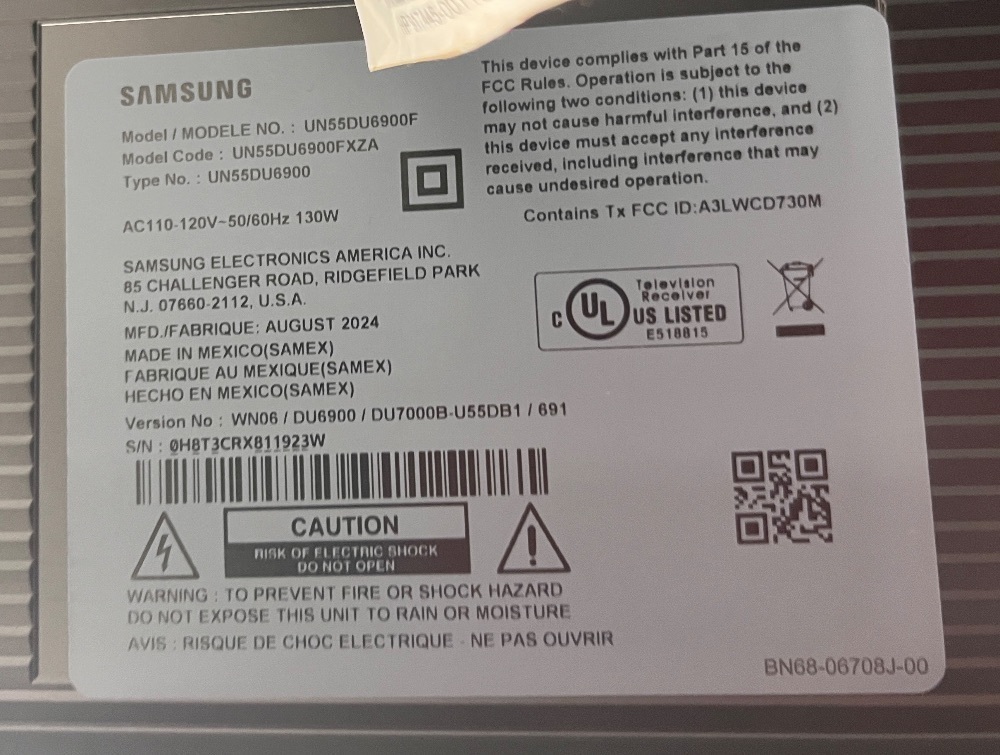 SAMSUNG
Model / MODELE NO. : UN55DU6900F
Model Code : UN55DU6900FXZA
Type No. : UN55DU6900
AC110-120V~50/60Hz 130W
SAMSUNG ELECTRONICS AMERICA INC.
85 CHALLENGER ROAD, RIDGEFIELD PARK
N.J. 07660-2112, U.S.A.
MFD./FABRIQUE: AUGUST 2024
MADE IN MEXICO(SAMEX)
FABRIQUE AU MEXIQUE(SAMEX)
HECHO EN MEXICO(SAMEX)
Version No : WN06 / DU6900 / DU7000B-U55DB1 / 691
S/N : 0H8T3CRX811923W
This device complies with Part 15 of the
FCC Rules. Operation is subject to the
following two conditions: (1) this device
may not cause harmful interference, and (2)
this device must accept any interference
received, including interference that may
cause undesired operation.
Contains Tx FCC ID:A3LWCD730M
Television
Receiver
c UL US LISTED
E518815
CAUTION
RISK OF ELECTRIC SHOCK
DO NOT OPEN
WARNING : TO PREVENT FIRE OR SHOCK HAZARD
DO NOT EXPOSE THIS UNIT TO RAIN OR MOISTURE
AVIS : RISQUE DE CHOC ELECTRIQUE - NE PAS OUVRIR
BN68-06708J-00